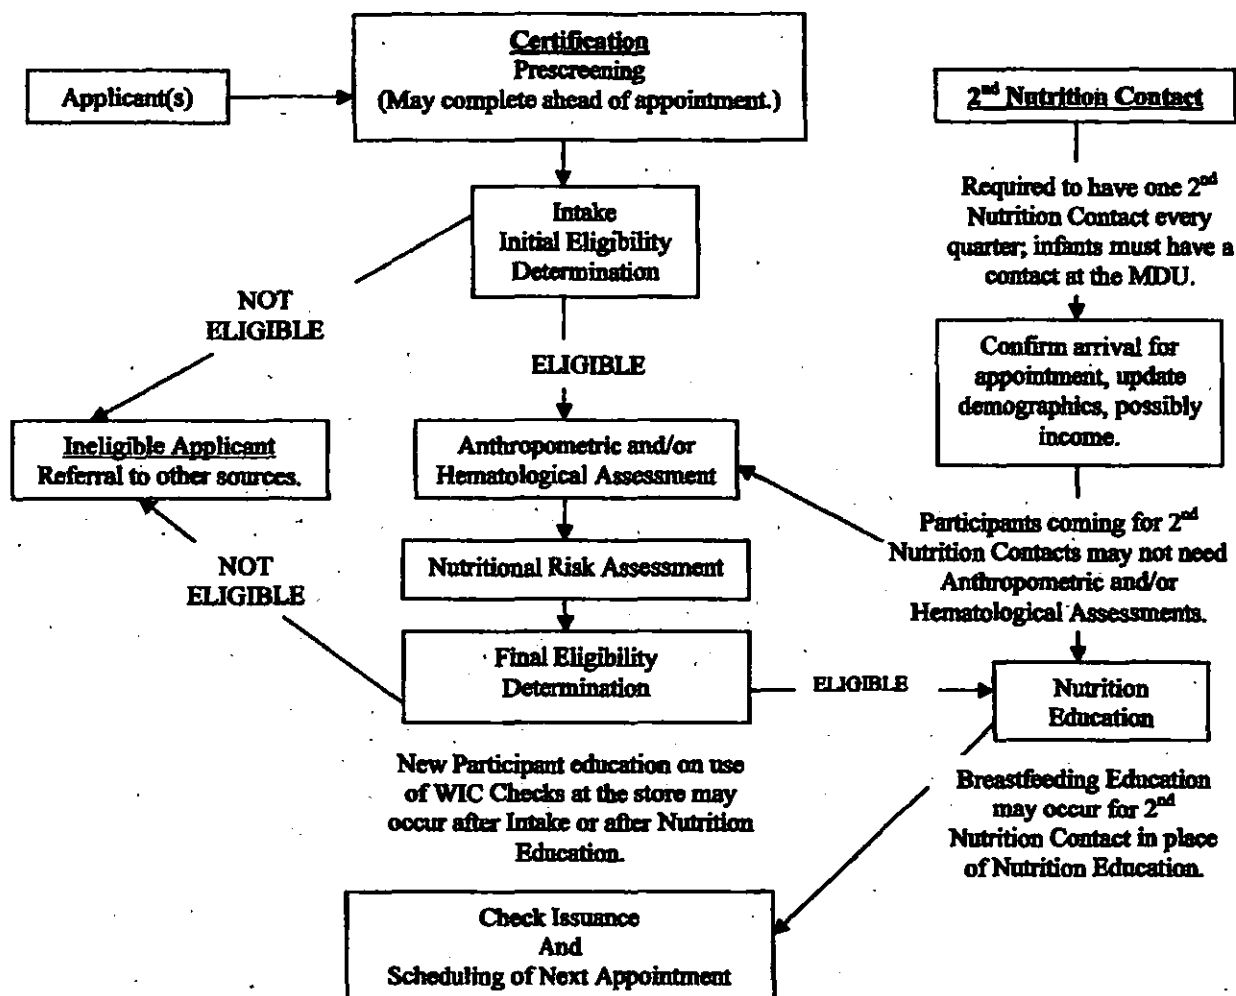 Applicant(s)
Certification
Prescreening
(May complete ahead of appointment.)
2nd Nutrition Contact
Intake
Initial Eligibility
Determination
Required to have one 2nd
Nutrition Contact every
quarter; infants must have a
contact at the MDU.
NOT
ELIGIBLE
ELIGIBLE
Confirm arrival for
appointment, update
demographics, possibly
income.
Ineligible Applicant
Referral to other sources.
Anthropometric and/or
Hematological Assessment
Participants coming for 2nd
Nutrition Contacts may not need
Anthropometric and/or
Hematological Assessments.
Nutritional Risk Assessment
NOT
ELIGIBLE
Final Eligibility
Determination
ELIGIBLE
Nutrition
Education
New Participant education on use
of WIC Checks at the store may
occur after Intake or after Nutrition
Education.
Breastfeeding Education
may occur for 2nd
Nutrition Contact in place
of Nutrition Education.
Check Issuance
And
Scheduling of Next Appointment